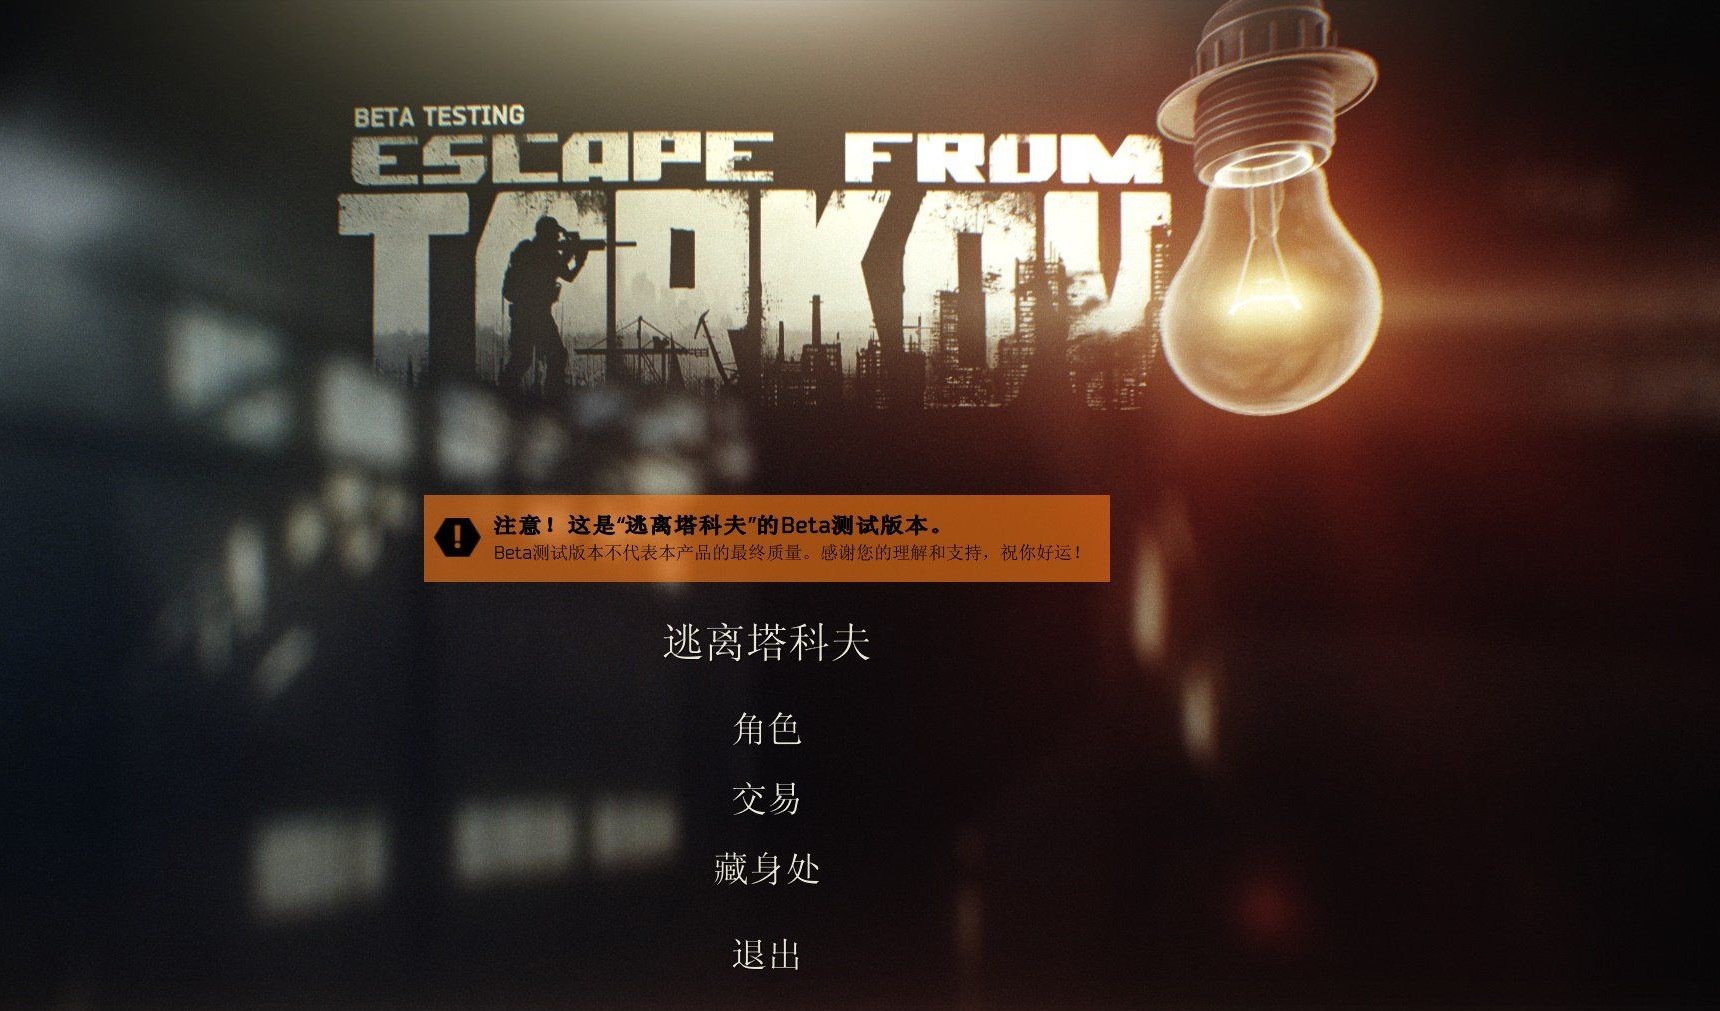 BETA TESTING
ESCAPE FROM
TARKOV
注意！这是“逃离塔科夫”的Beta测试版本。
Beta测试版本不代表本产品的最终质量。感谢您的理解和支持，祝你好运！
逃离塔科夫
角色
交易
藏身处
退出